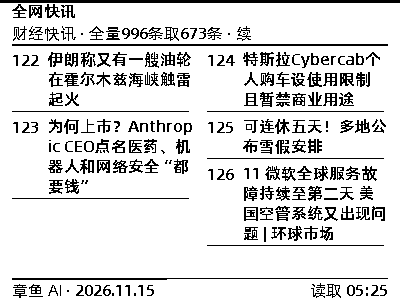 全网快讯
财经快讯 · 全量996条取673条 · 续
122 伊朗称又有一艘油轮
在霍尔木兹海峡触雷
起火
123 为何上市？Anthrop
ic CEO点名医药、机
器人和网络安全“都
要钱”
124 特斯拉Cybercab个
人购车设使用限制
且暂禁商业用途
125 可连休五天！多地公
布雪假安排
126 11 微软全球服务故
障持续至第二天 美
国空管系统又出现问
题 | 环球市场
章鱼 AI · 2026.11.15
读取 05:25